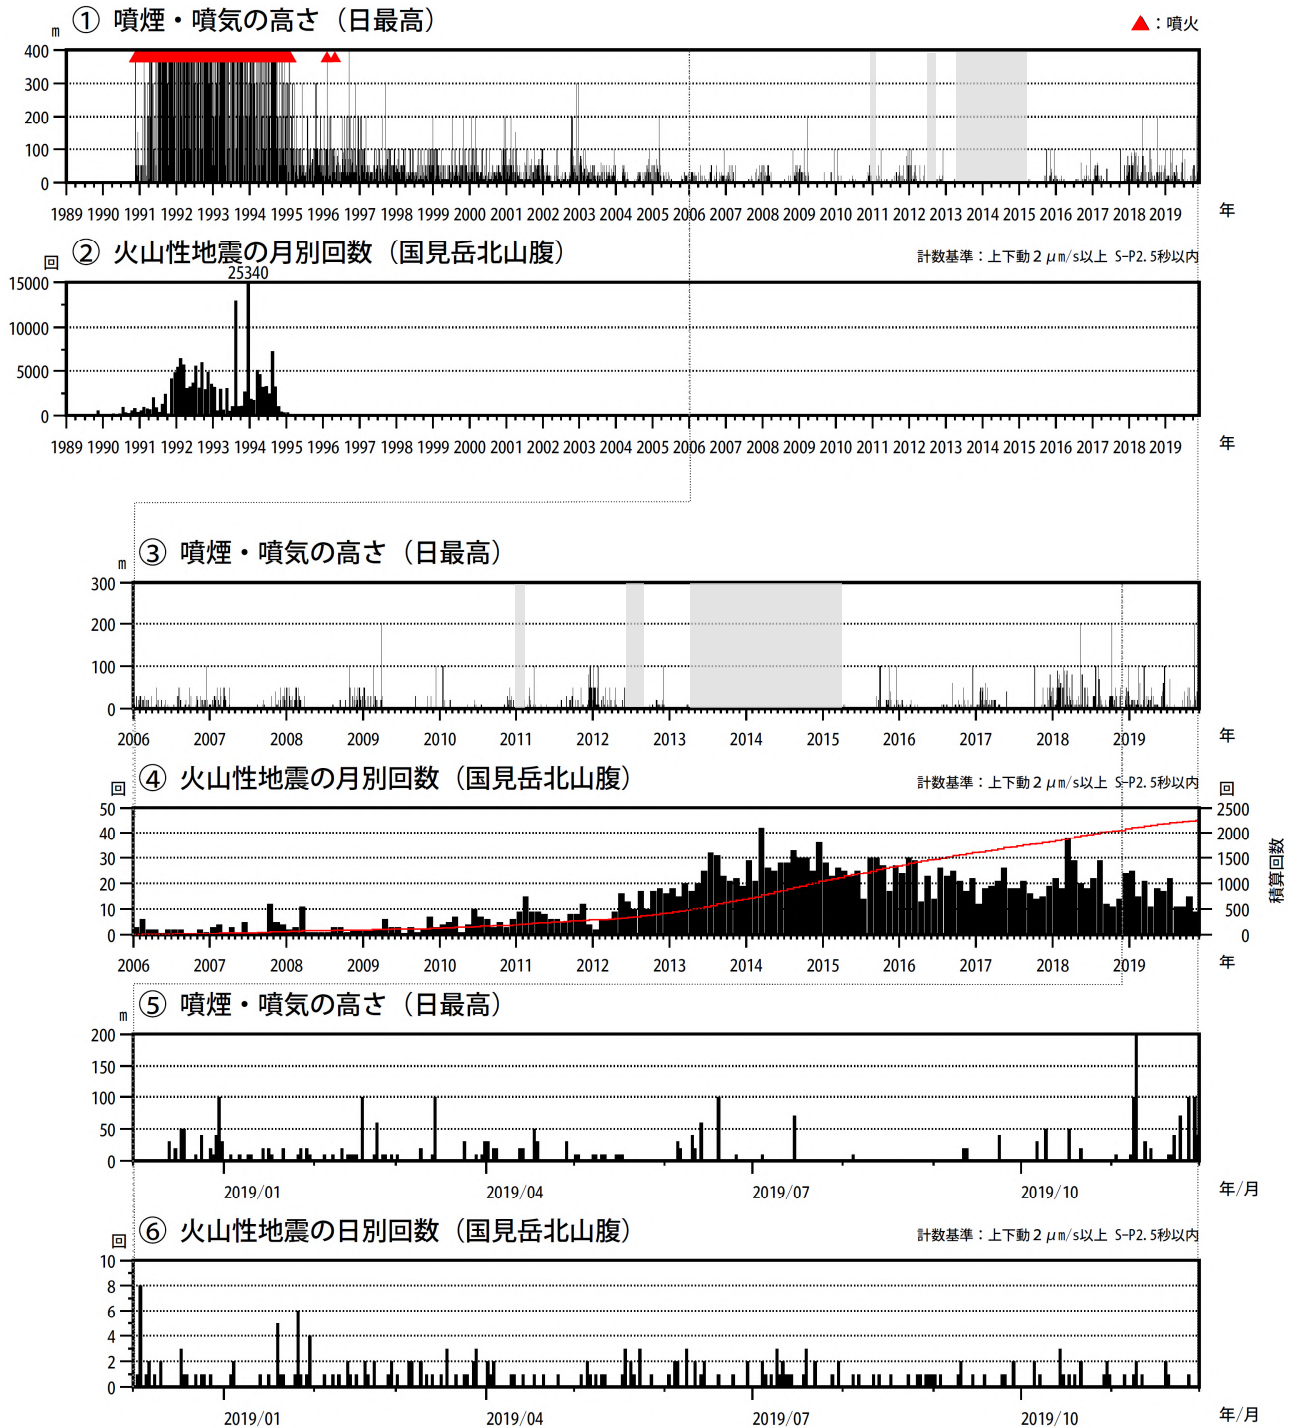 ① 噴煙・噴気の高さ（日最高）
▲：噴火
m
400
300
200
100
0
1989 1990 1991 1992 1993 1994 1995 1996 1997 1998 1999 2000 2001 2002 2003 2004 2005 2006 2007 2008 2009 2010 2011 2012 2013 2014 2015 2016 2017 2018 2019 年
② 火山性地震の月別回数（国見岳北山腹）
計数基準：上下動２μm/s以上 S-P2.5秒以内
回
25340
15000
10000
5000
0
1989 1990 1991 1992 1993 1994 1995 1996 1997 1998 1999 2000 2001 2002 2003 2004 2005 2006 2007 2008 2009 2010 2011 2012 2013 2014 2015 2016 2017 2018 2019 年
③ 噴煙・噴気の高さ（日最高）
m
300
200
100
0
2006 2007 2008 2009 2010 2011 2012 2013 2014 2015 2016 2017 2018 2019 年
④ 火山性地震の月別回数（国見岳北山腹）
計数基準：上下動２μm/s以上 S-P2.5秒以内
回 回
50 2500
40 2000
30 1500
20 1000
10 500
0 0
積算回数
2006 2007 2008 2009 2010 2011 2012 2013 2014 2015 2016 2017 2018 2019 年
⑤ 噴煙・噴気の高さ（日最高）
m
200
150
100
50
0
2019/01 2019/04 2019/07 2019/10 年/月
⑥ 火山性地震の日別回数（国見岳北山腹）
計数基準：上下動２μm/s以上 S-P2.5秒以内
回
10
8
6
4
2
0
2019/01 2019/04 2019/07 2019/10 年/月